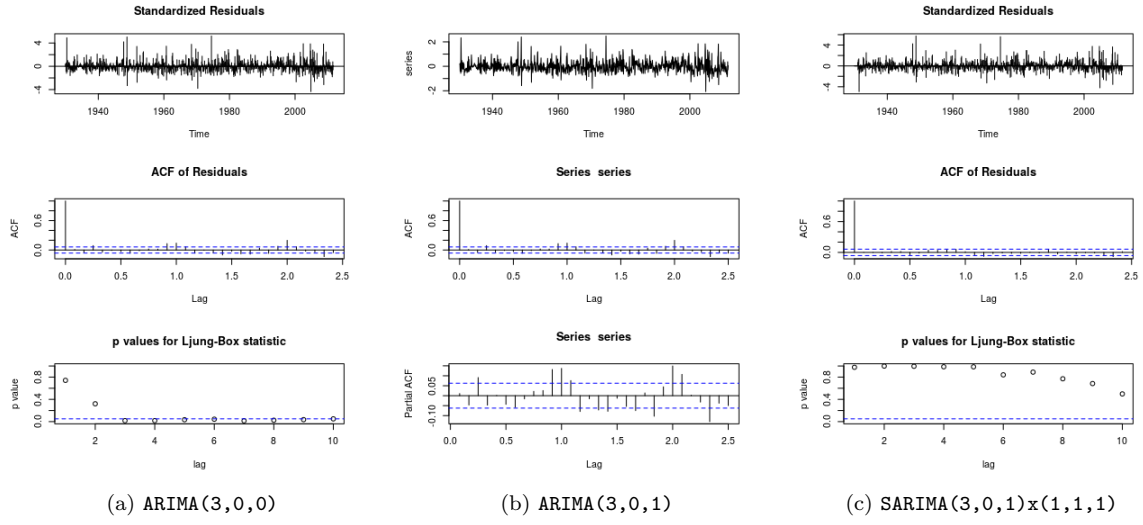 Standardized Residuals
4
0
-4
1940 1960 1980 2000
Time
ACF of Residuals
ACF
0.6
0.0
0.0 0.5 1.0 1.5 2.0 2.5
Lag
p values for Ljung-Box statistic
p value
0.8
0.4
0.0
2 4 6 8 10
lag
(a) ARIMA(3,0,0)
series
2
0
-2
1940 1960 1980 2000
Time
Series series
ACF
0.6
0.0
0.0 0.5 1.0 1.5 2.0 2.5
Lag
Series series
Partial ACF
0.05
-0.10
0.0 0.5 1.0 1.5 2.0 2.5
Lag
(b) ARIMA(3,0,1)
Standardized Residuals
4
0
-4
1940 1960 1980 2000
Time
ACF of Residuals
ACF
0.6
0.0
0.0 0.5 1.0 1.5 2.0 2.5
Lag
p values for Ljung-Box statistic
p value
0.8
0.4
0.0
2 4 6 8 10
lag
(c) SARIMA(3,0,1)x(1,1,1)